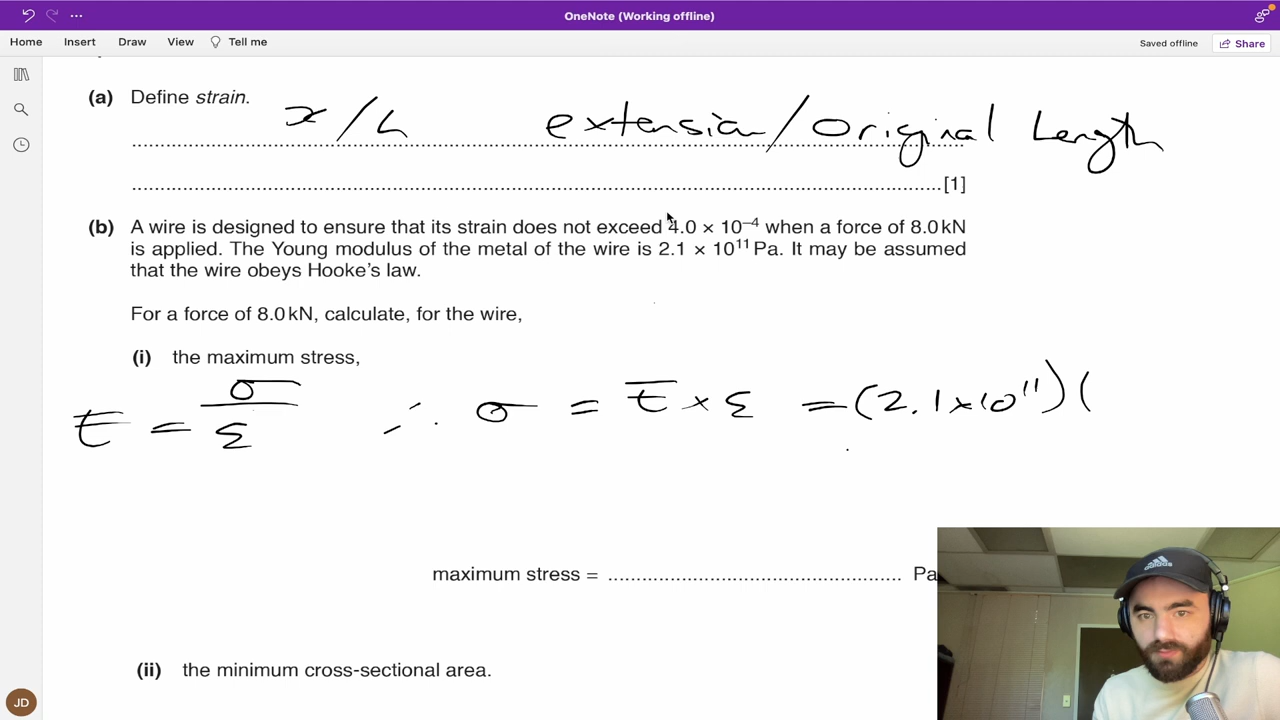 OneNote (Working offline)
Home Insert Draw View Tell me
Saved offline Share
(a) Define strain.
x/L extension/original Length
[1]
(b) A wire is designed to ensure that its strain does not exceed 4.0 × 10⁻⁴ when a force of 8.0 kN
is applied. The Young modulus of the metal of the wire is 2.1 × 10¹¹ Pa. It may be assumed
that the wire obeys Hooke's law.
For a force of 8.0 kN, calculate, for the wire,
(i) the maximum stress,
E = σ/ε ∴ σ = E × ε = (2.1×10¹¹)(
maximum stress = ................................................. Pa
adidas
(ii) the minimum cross-sectional area.
JD